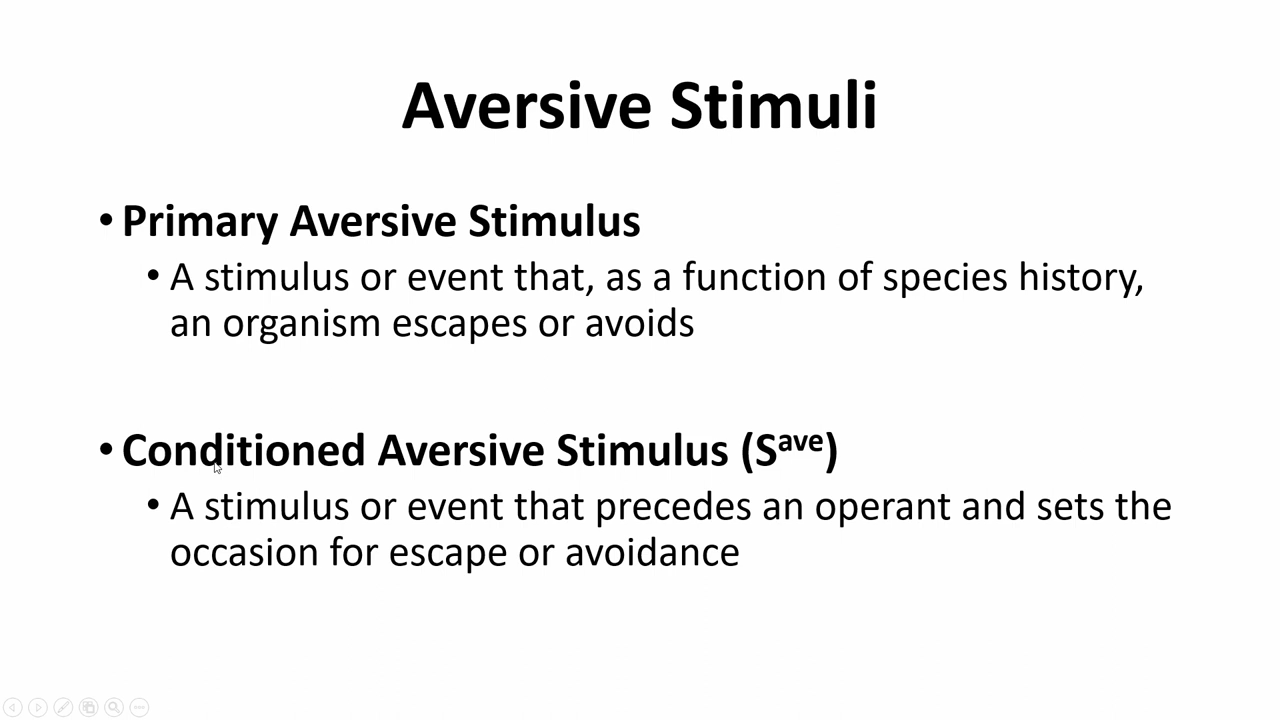 Aversive Stimuli
• Primary Aversive Stimulus
• A stimulus or event that, as a function of species history,
an organism escapes or avoids
• Conditioned Aversive Stimulus (Sᵃᵛᵉ)
• A stimulus or event that precedes an operant and sets the
occasion for escape or avoidance